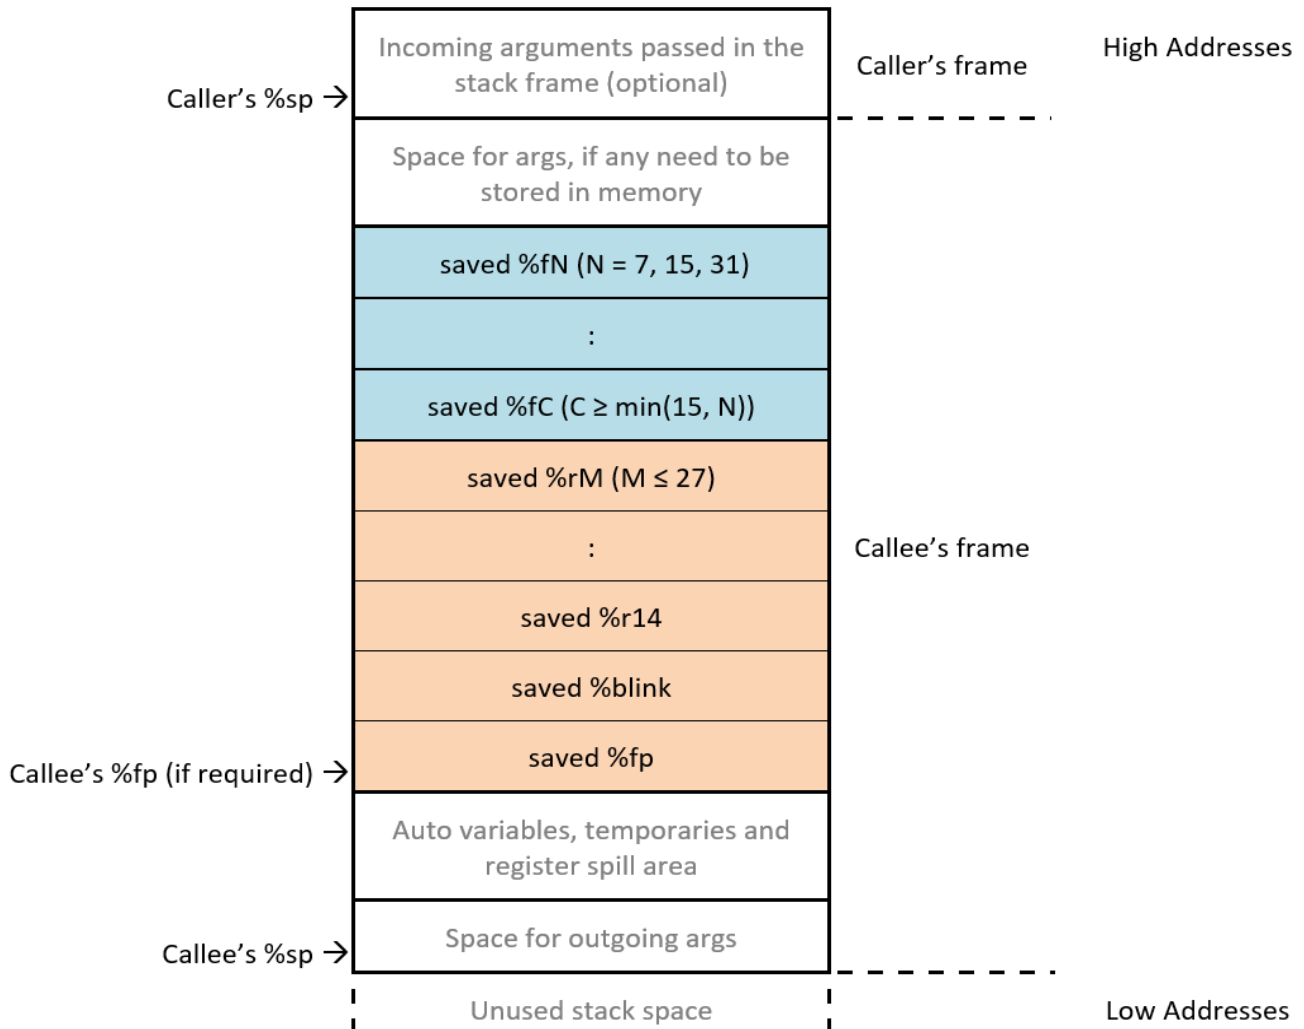 Incoming arguments passed in the
stack frame (optional)
Caller's frame
High Addresses
Caller's %sp →
Space for args, if any need to be
stored in memory
saved %fN (N = 7, 15, 31)
:
saved %fC (C ≥ min(15, N))
saved %rM (M ≤ 27)
:
Callee’s frame
saved %r14
saved %blink
saved %fp
Callee’s %fp (if required) →
Auto variables, temporaries and
register spill area
Space for outgoing args
Callee’s %sp →
Unused stack space
Low Addresses